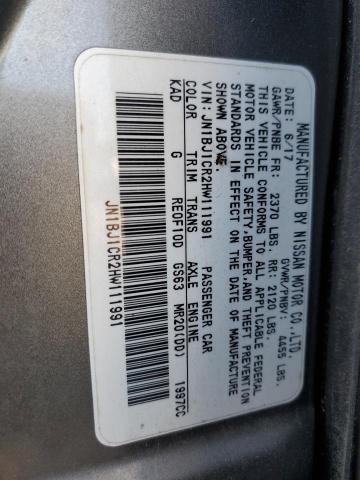 MANUFACTURED BY NISSAN MOTOR CO.,LTD.
DATE: 6/17 GVWR/PNBV: 4455 LBS.
GAWR/PNBE FR: 2370 LBS. RR: 2120 LBS.
THIS VEHICLE CONFORMS TO ALL APPLICABLE FEDERAL
MOTOR VEHICLE SAFETY,BUMPER,AND THEFT PREVENTION
STANDARDS IN EFFECT ON THE DATE OF MANUFACTURE
SHOWN ABOVE.
VIN: JN1BJ1CR2HW111991 PASSENGER CAR
COLOR TRIM TRANS AXLE ENGINE
KAD G RE0F10D GS63 MR20(DD) 1997CC
JN1BJ1CR2HW111991